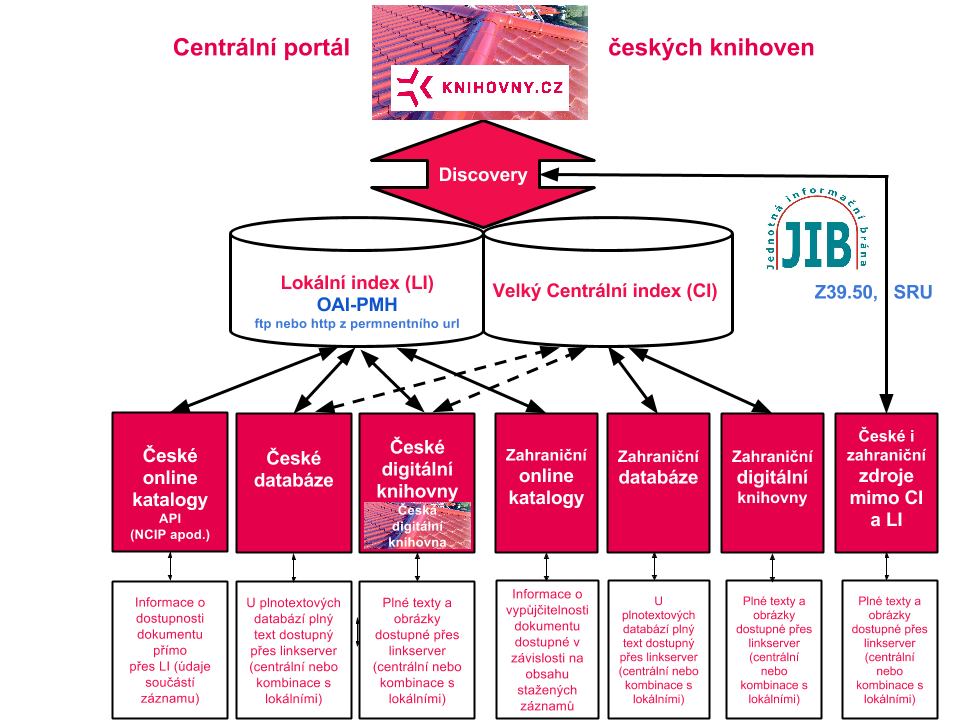 Centrální portál
českých knihoven
KNIHOVNY.CZ
Discovery
Jednotná informační brána
JIB
Lokální index (LI)
OAI-PMH
ftp nebo http z permnentního url
Velký Centrální index (CI)
Z39.50, SRU
České
online
katalogy
API
(NCIP apod.)
České
databáze
České
digitální
knihovny
Česká
digitální
knihovna
Zahraniční
online
katalogy
Zahraniční
databáze
Zahraniční
digitální
knihovny
České i
zahraniční
zdroje
mimo CI
a LI
Informace o
dostupnosti
dokumentu
přímo
přes LI (údaje
součástí
záznamu)
U plnotextových
databází plný
text dostupný
přes linkserver
(centrální nebo
kombinace s
lokálními)
Plné texty a
obrázky
dostupné přes
linkserver
(centrální nebo
kombinace s
lokálními)
Informace o
vypůjčitelnosti
dokumentu
dostupné v
závislosti na
obsahu
stažených
záznamů
U
plnotextových
databází plný
text dostupný
přes linkserver
(centrální nebo
kombinace s
lokálními)
Plné texty a
obrázky
dostupné přes
linkserver
(centrální
nebo
kombinace s
lokálními)
Plné texty a
obrázky
dostupné přes
linkserver
(centrální
nebo
kombinace s
lokálními)